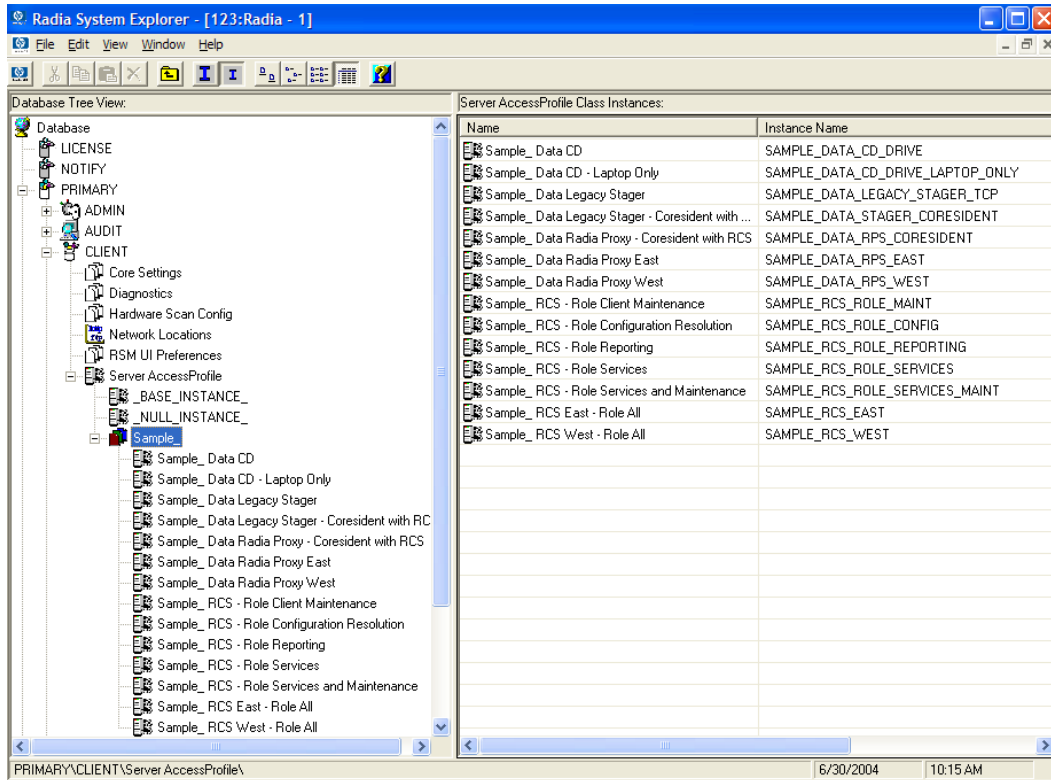 Radia System Explorer - [123:Radia - 1]
File Edit View Window Help
Database Tree View:
Database
LICENSE
NOTIFY
PRIMARY
ADMIN
AUDIT
CLIENT
Core Settings
Diagnostics
Hardware Scan Config
Network Locations
RSM UI Preferences
Server AccessProfile
_BASE_INSTANCE_
_NULL_INSTANCE_
Sample_
Sample_ Data CD
Sample_ Data CD - Laptop Only
Sample_ Data Legacy Stager
Sample_ Data Legacy Stager - Coresident with RC
Sample_ Data Radia Proxy - Coresident with RCS
Sample_ Data Radia Proxy East
Sample_ Data Radia Proxy West
Sample_ RCS - Role Client Maintenance
Sample_ RCS - Role Configuration Resolution
Sample_ RCS - Role Reporting
Sample_ RCS - Role Services
Sample_ RCS - Role Services and Maintenance
Sample_ RCS East - Role All
Sample_ RCS West - Role All
Server AccessProfile Class Instances:
Name Instance Name
Sample_ Data CD SAMPLE_DATA_CD_DRIVE
Sample_ Data CD - Laptop Only SAMPLE_DATA_CD_DRIVE_LAPTOP_ONLY
Sample_ Data Legacy Stager SAMPLE_DATA_LEGACY_STAGER_TCP
Sample_ Data Legacy Stager - Coresident with ... SAMPLE_DATA_STAGER_CORESIDENT
Sample_ Data Radia Proxy - Coresident with RCS SAMPLE_DATA_RPS_CORESIDENT
Sample_ Data Radia Proxy East SAMPLE_DATA_RPS_EAST
Sample_ Data Radia Proxy West SAMPLE_DATA_RPS_WEST
Sample_ RCS - Role Client Maintenance SAMPLE_RCS_ROLE_MAINT
Sample_ RCS - Role Configuration Resolution SAMPLE_RCS_ROLE_CONFIG
Sample_ RCS - Role Reporting SAMPLE_RCS_ROLE_REPORTING
Sample_ RCS - Role Services SAMPLE_RCS_ROLE_SERVICES
Sample_ RCS - Role Services and Maintenance SAMPLE_RCS_ROLE_SERVICES_MAINT
Sample_ RCS East - Role All SAMPLE_RCS_EAST
Sample_ RCS West - Role All SAMPLE_RCS_WEST
PRIMARY\CLIENT\Server AccessProfile\ 6/30/2004 10:15 AM